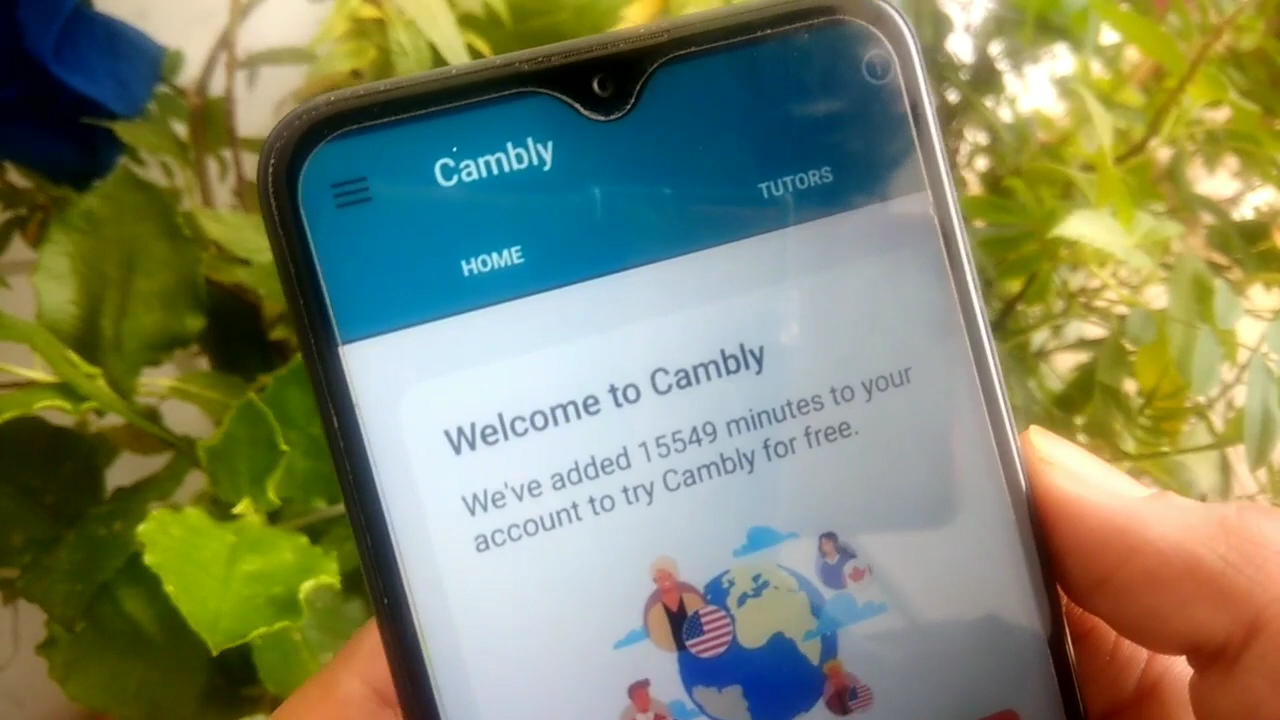 Cambly
TUTORS
HOME
Welcome to Cambly
We've added 15549 minutes to your
account to try Cambly for free.